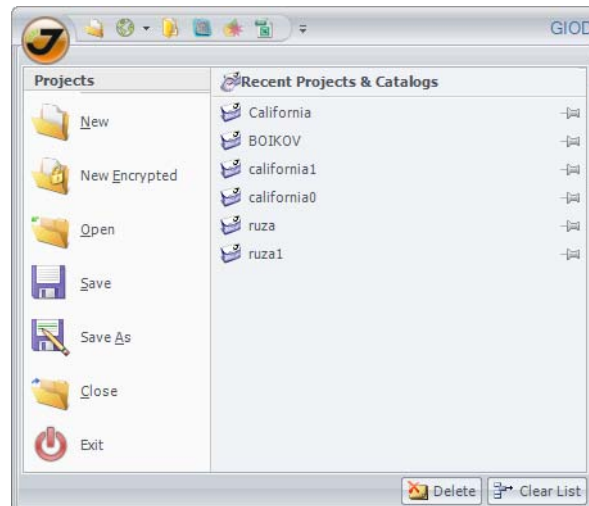 GIOD
Projects
New
New Encrypted
Open
Save
Save As
Close
Exit
Recent Projects & Catalogs
California
BOIKOV
california1
california0
ruza
ruza1
Delete
Clear List